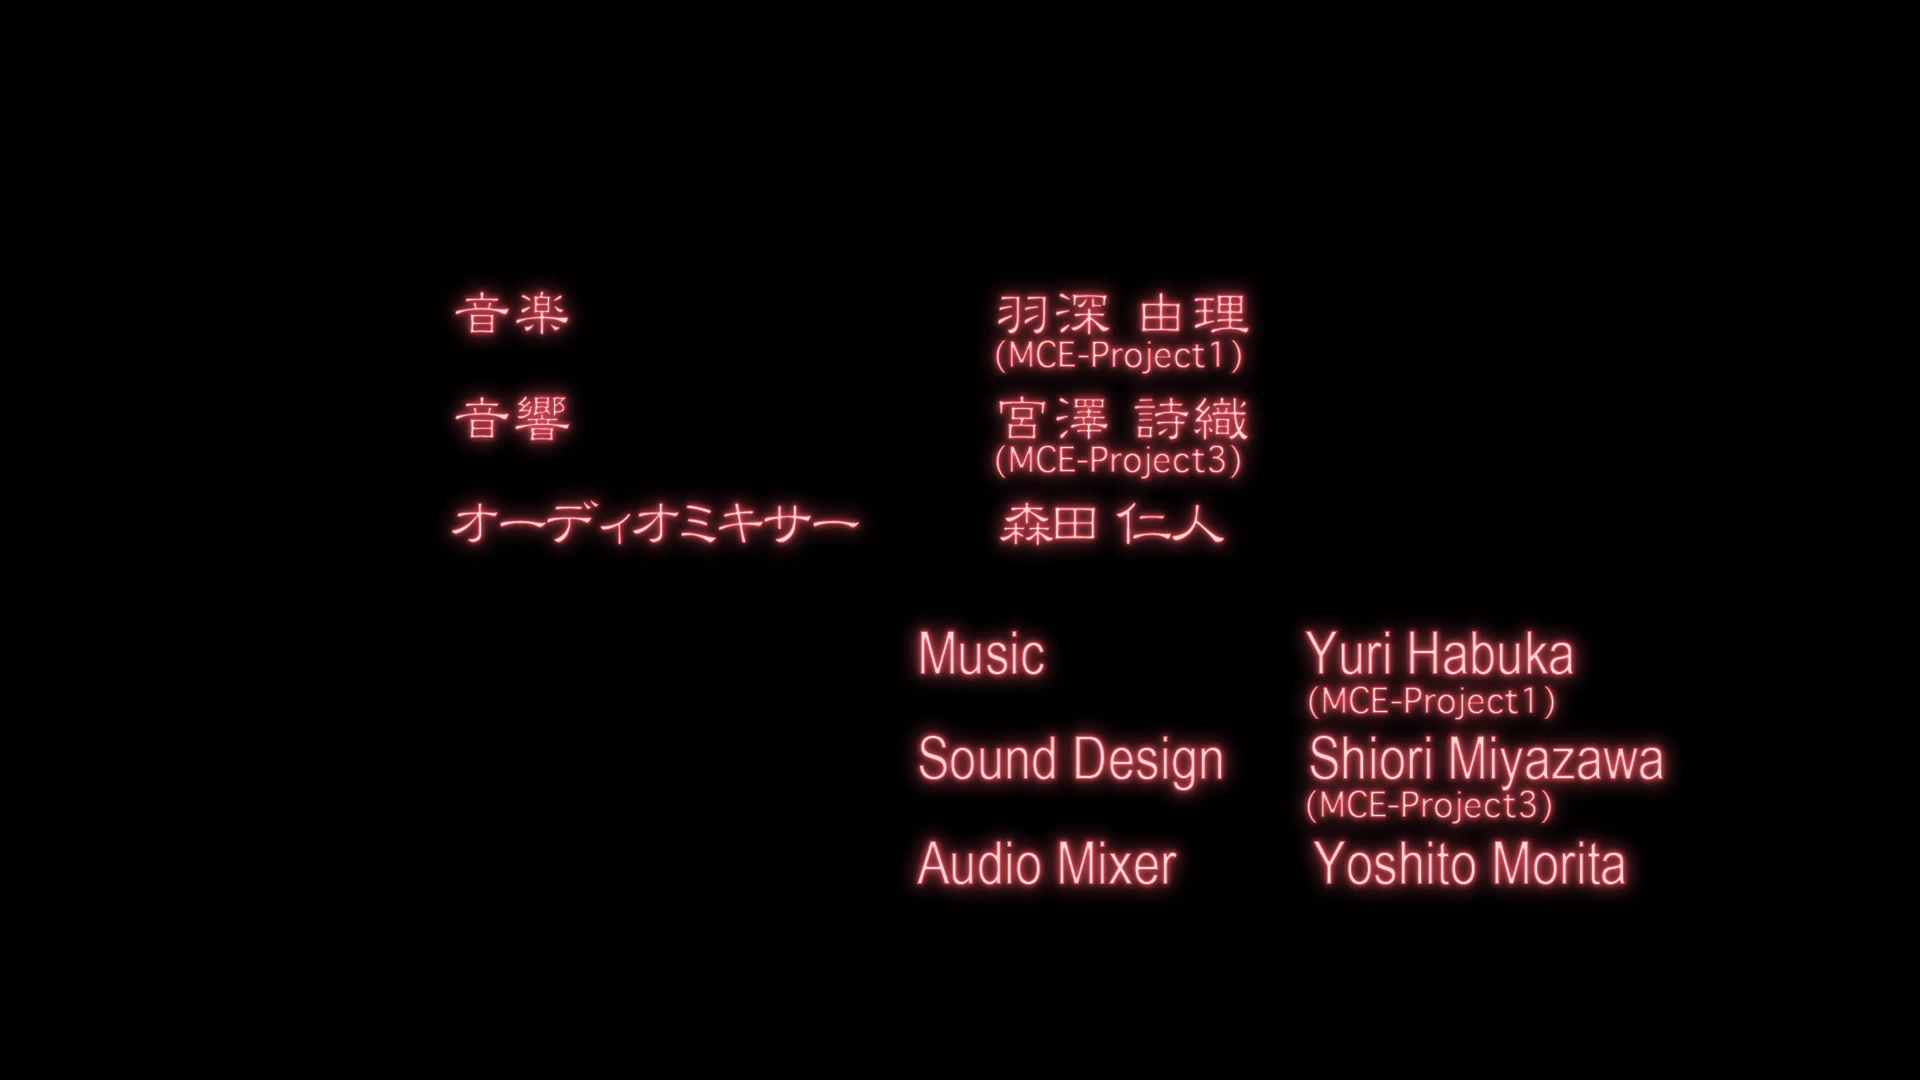 音楽 羽深 由理
(MCE-Project1)
音響 宮澤 詩織
(MCE-Project3)
オーディオミキサー 森田 仁人
Music Yuri Habuka
(MCE-Project1)
Sound Design Shiori Miyazawa
(MCE-Project3)
Audio Mixer Yoshito Morita